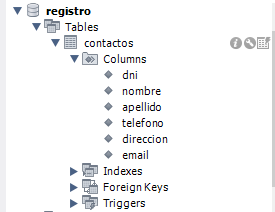 registro
Tables
contactos
Columns
dni
nombre
apellido
telefono
direccion
email
Indexes
Foreign Keys
Triggers